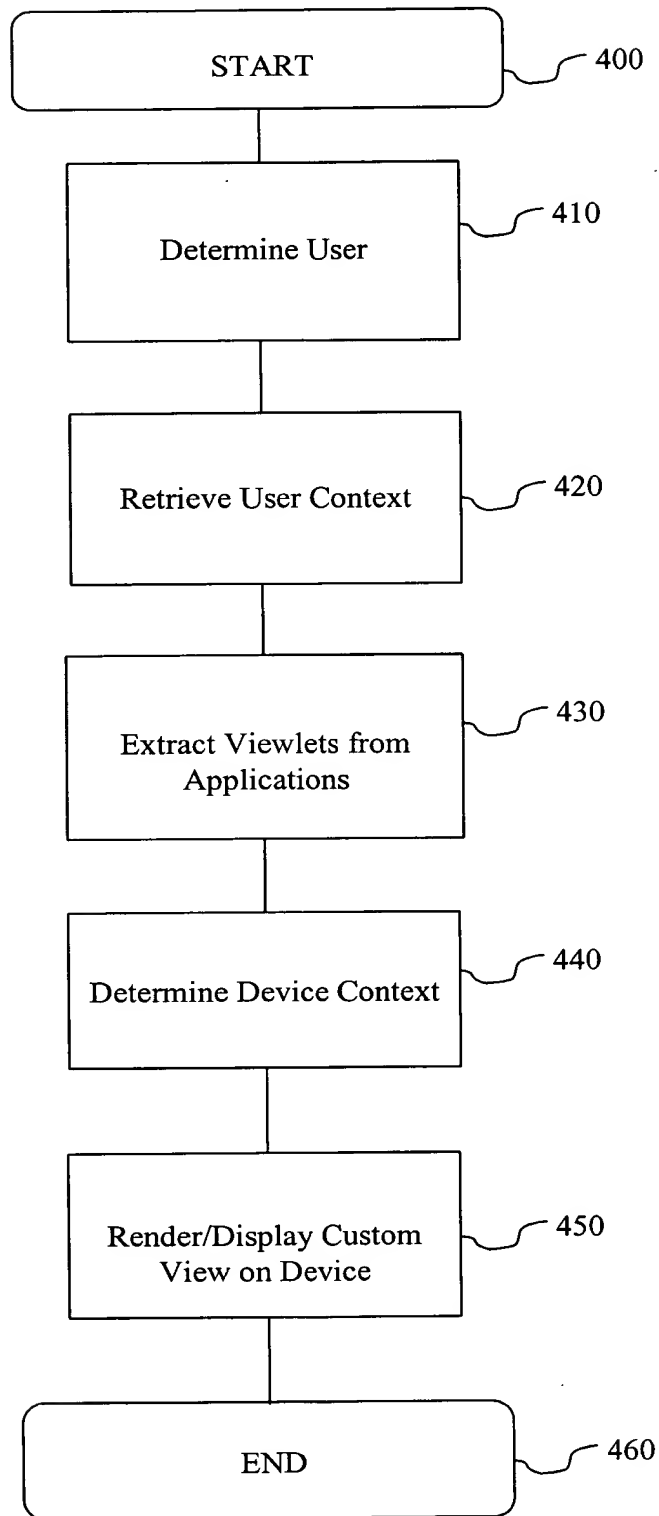 START
400
Determine User
410
Retrieve User Context
420
Extract Viewlets from
Applications
430
Determine Device Context
440
Render/Display Custom
View on Device
450
END
460